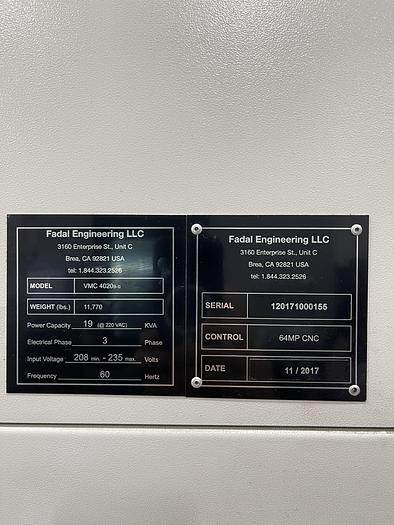 Fadal Engineering LLC
3160 Enterprise St., Unit C
Brea, CA 92821 USA
tel: 1.844.323.2526
MODEL VMC 4020
WEIGHT (lbs.) 11,770
Power Capacity 19 (@ 220 VAC) KVA
Electrical Phase 3 Phase
Input Voltage 208 min. - 235 max. Volts
Frequency 60 Hertz
Fadal Engineering LLC
3160 Enterprise St., Unit C
Brea, CA 92821 USA
tel: 1.844.323.2526
SERIAL 120171000155
CONTROL 64MP CNC
DATE 11 / 2017